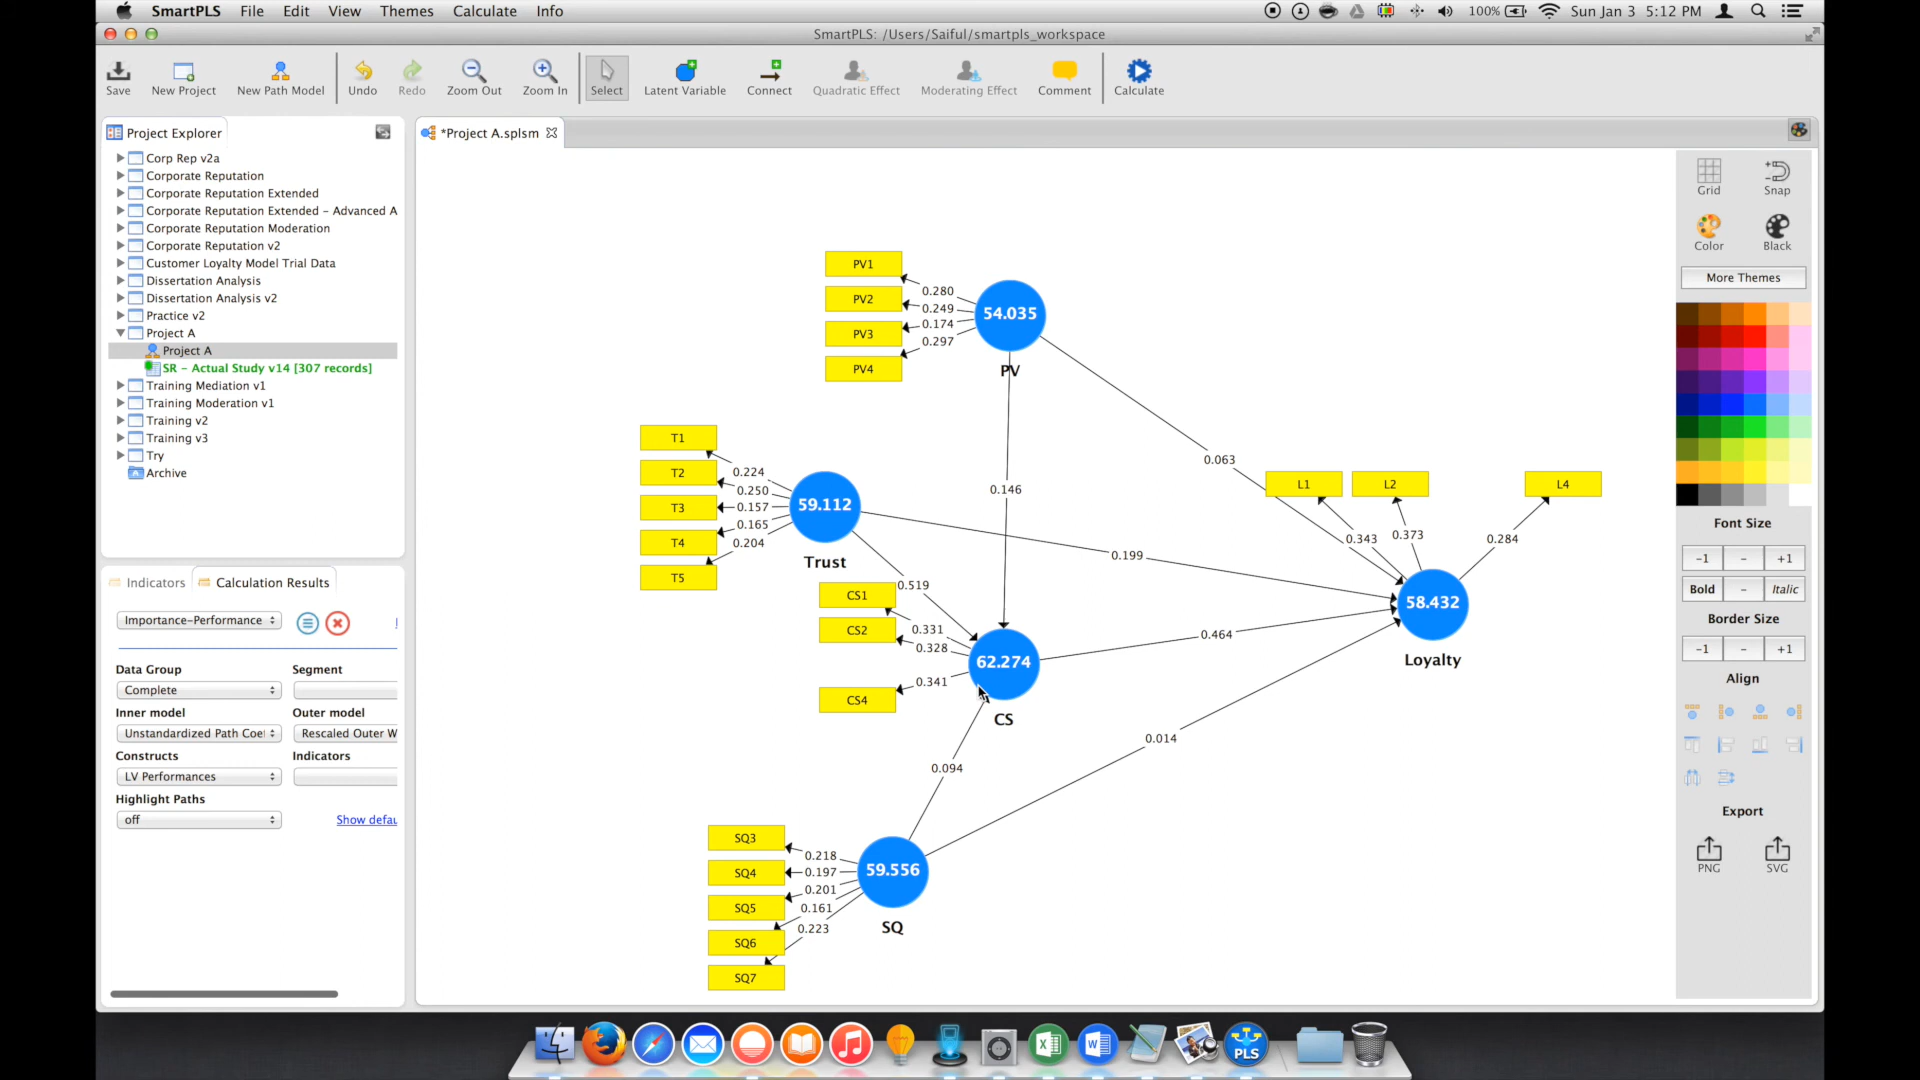 SmartPLS File Edit View Themes Calculate Info 100% Sun Jan 3 5:12 PM
SmartPLS: /Users/Saiful/smartpls_workspace
Save New Project New Path Model Undo Redo Zoom Out Zoom In Select Latent Variable Connect Quadratic Effect Moderating Effect Comment Calculate
Project Explorer
*Project A.splsm
Corp Rep v2a
Corporate Reputation
Corporate Reputation Extended
Corporate Reputation Extended – Advanced A
Corporate Reputation Moderation
Corporate Reputation v2
Customer Loyalty Model Trial Data
Dissertation Analysis
Dissertation Analysis v2
Practice v2
Project A
Project A
SR – Actual Study v14 [307 records]
Training Mediation v1
Training Moderation v1
Training v2
Training v3
Try
Archive
Indicators Calculation Results
Importance-Performance
Data Group Segment
Complete
Inner model Outer model
Unstandardized Path Coe Rescaled Outer W
Constructs Indicators
LV Performances
Highlight Paths
off Show defau
PV1
PV2
PV3
PV4
0.280
0.249
0.174
0.297
54.035
PV
T1
T2
T3
T4
T5
0.224
0.250
0.157
0.165
0.204
59.112
Trust
0.063
0.146
0.199
0.519
CS1
CS2
CS4
0.331
0.328
0.341
62.274
CS
0.464
0.014
0.094
L1 L2 L4
0.343 0.373 0.284
58.432
Loyalty
SQ3
SQ4
SQ5
SQ6
SQ7
0.218
0.197
0.201
0.161
0.223
59.556
SQ
Grid Snap
Color Black
More Themes
Font Size
-1 – +1
Bold – Italic
Border Size
-1 – +1
Align
Export
PNG SVG
PLS